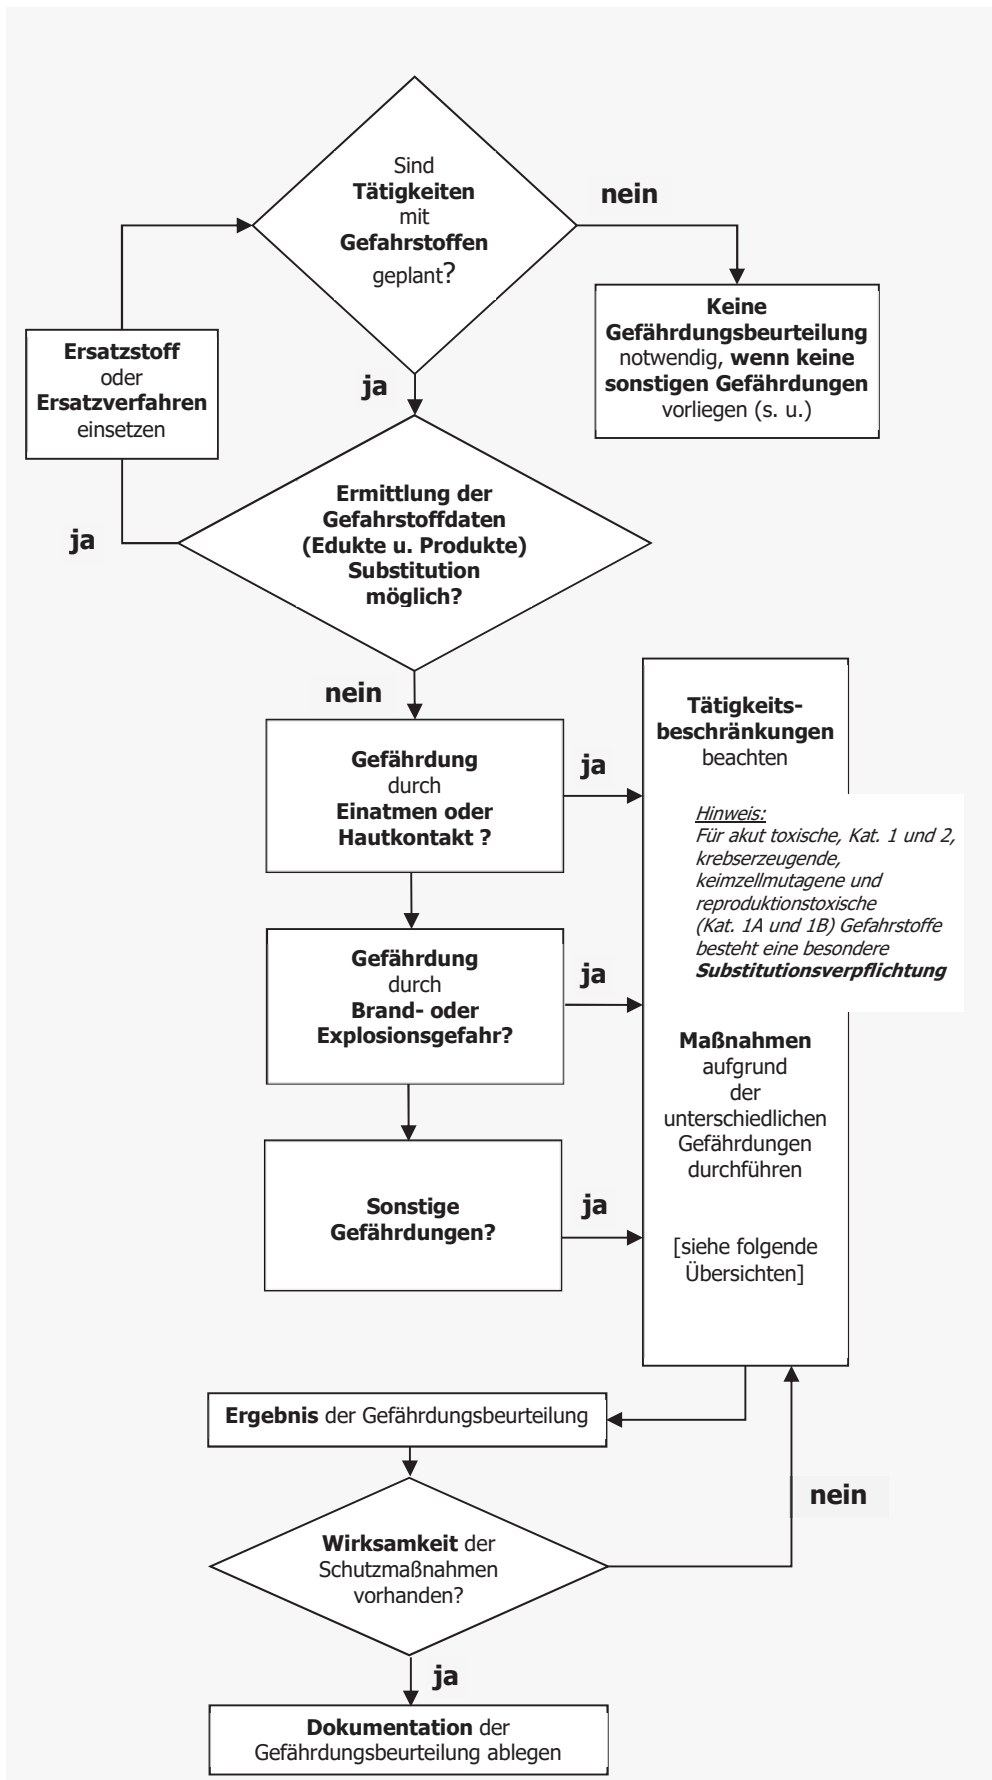 Sind
Tätigkeiten
mit
Gefahrstoffen
geplant?
nein
Keine
Gefährdungsbeurteilung
notwendig, wenn keine
sonstigen Gefährdungen
vorliegen (s. u.)
Ersatzstoff
oder
Ersatzverfahren
einsetzen
ja
Ermittlung der
Gefahrstoffdaten
(Edukte u. Produkte)
Substitution
möglich?
ja
nein
Gefährdung
durch
Einatmen oder
Hautkontakt ?
ja
Tätigkeits-
beschränkungen
beachten
Hinweis:
Für akut toxische, Kat. 1 und 2,
krebserzeugende,
keimzellmutagene und
reproduktionstoxische
(Kat. 1A und 1B) Gefahrstoffe
besteht eine besondere
Substitutionsverpflichtung
Gefährdung
durch
Brand- oder
Explosionsgefahr?
ja
Maßnahmen
aufgrund
der
unterschiedlichen
Gefährdungen
durchführen
Sonstige
Gefährdungen?
ja
[siehe folgende
Übersichten]
Ergebnis der Gefährdungsbeurteilung
nein
Wirksamkeit der
Schutzmaßnahmen
vorhanden?
ja
Dokumentation der
Gefährdungsbeurteilung ablegen